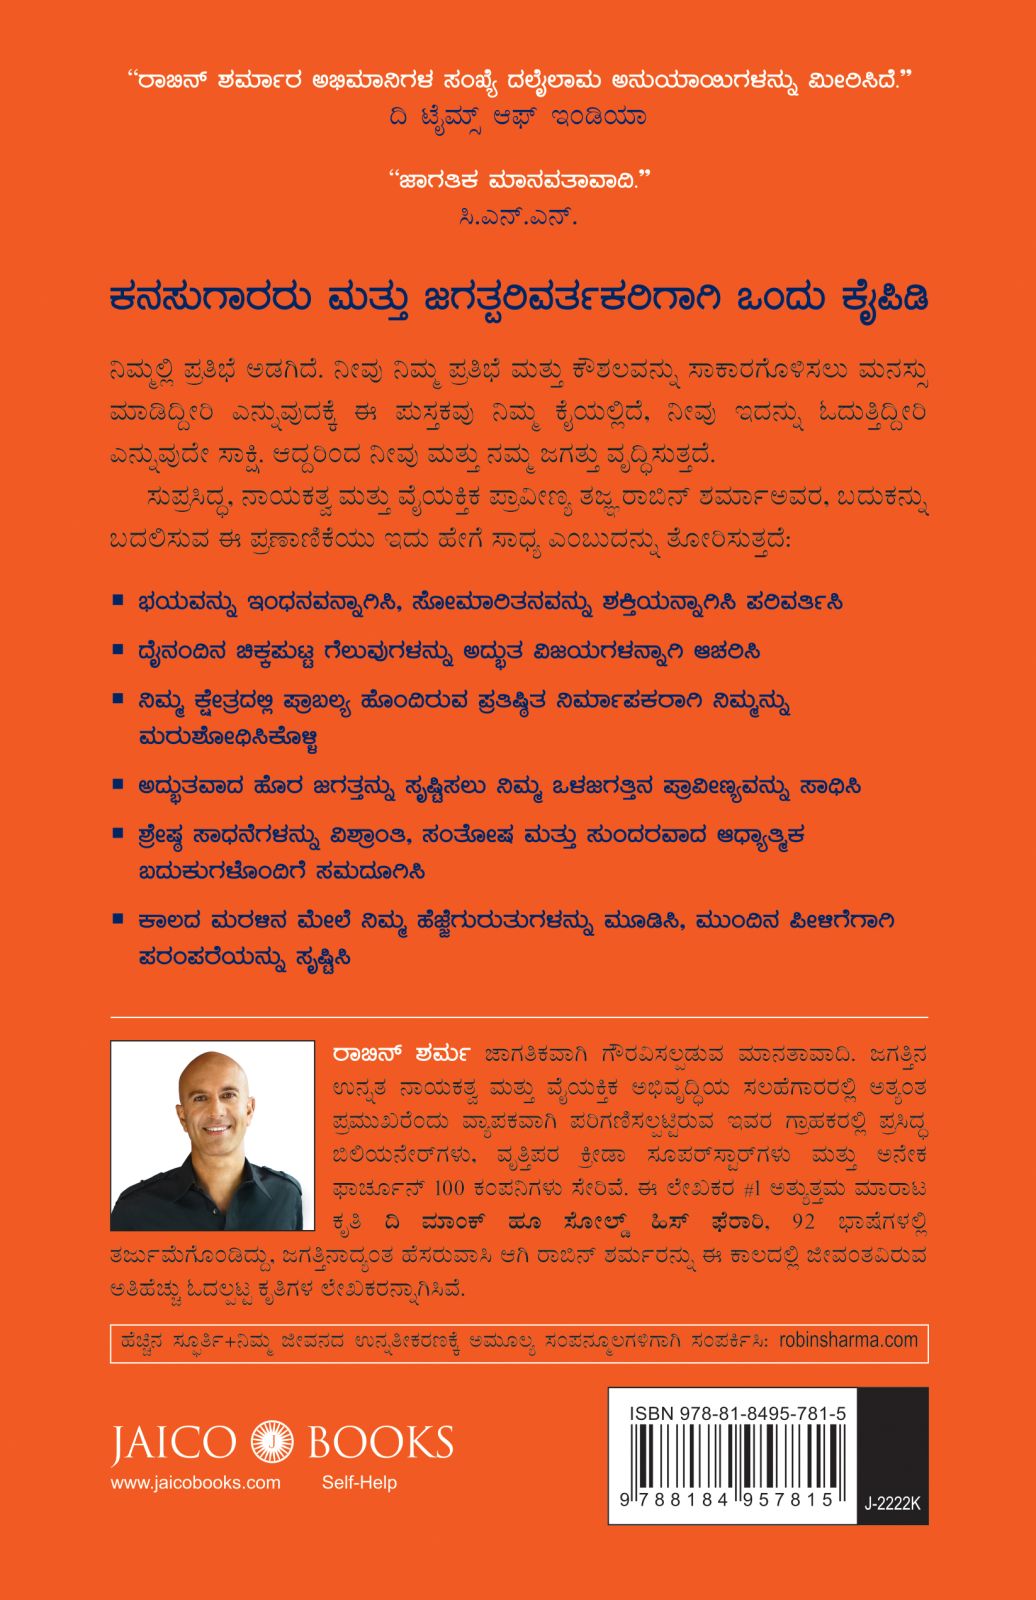 “ರಾಬಿನ್ ಶರ್ಮಾರ ಅಭಿಮಾನಿಗಳ ಸಂಖ್ಯೆ ದಲೈಲಾಮ ಅನುಯಾಯಿಗಳನ್ನು ಮೀರಿಸಿದೆ.”
ದಿ ಟೈಮ್ಸ್ ಆಫ್ ಇಂಡಿಯಾ
“ಜಾಗತಿಕ ಮಾನವತಾವಾದಿ.”
ಸಿ.ಎನ್.ಎನ್.
ಕನಸುಗಾರರು ಮತ್ತು ಜಗತ್ಪರಿವರ್ತಕರಿಗಾಗಿ ಒಂದು ಕೈಪಿಡಿ
ನಿಮ್ಮಲ್ಲಿ ಪ್ರತಿಭೆ ಅಡಗಿದೆ. ನೀವು ನಿಮ್ಮ ಪ್ರತಿಭೆ ಮತ್ತು ಕೌಶಲವನ್ನು ಸಾಕಾರಗೊಳಿಸಲು ಮನಸ್ಸು
ಮಾಡಿದ್ದೀರಿ ಎನ್ನುವುದಕ್ಕೆ ಈ ಪುಸ್ತಕವು ನಿಮ್ಮ ಕೈಯಲ್ಲಿದೆ, ನೀವು ಇದನ್ನು ಓದುತ್ತಿದ್ದೀರಿ
ಎನ್ನುವುದೇ ಸಾಕ್ಷಿ. ಆದ್ದರಿಂದ ನೀವು ಮತ್ತು ನಮ್ಮ ಜಗತ್ತು ವೃದ್ಧಿಸುತ್ತದೆ.
ಸುಪ್ರಸಿದ್ಧ, ನಾಯಕತ್ವ ಮತ್ತು ವೈಯಕ್ತಿಕ ಪ್ರಾವೀಣ್ಯ ತಜ್ಞ ರಾಬಿನ್ ಶರ್ಮಾಅವರ, ಬದುಕನ್ನು
ಬದಲಿಸುವ ಈ ಪ್ರಣಾಣಿಕೆಯು ಇದು ಹೇಗೆ ಸಾಧ್ಯ ಎಂಬುದನ್ನು ತೋರಿಸುತ್ತದೆ:
▪ ಭಯವನ್ನು ಇಂಧನವನ್ನಾಗಿಸಿ, ಸೋಮಾರಿತನವನ್ನು ಶಕ್ತಿಯನ್ನಾಗಿಸಿ ಪರಿವರ್ತಿಸಿ
▪ ದೈನಂದಿನ ಚಿಕ್ಕಪುಟ್ಟ ಗೆಲುವುಗಳನ್ನು ಅದ್ಭುತ ವಿಜಯಗಳನ್ನಾಗಿ ಆಚರಿಸಿ
▪ ನಿಮ್ಮ ಕ್ಷೇತ್ರದಲ್ಲಿ ಪ್ರಾಬಲ್ಯ ಹೊಂದಿರುವ ಪ್ರತಿಷ್ಠಿತ ನಿರ್ಮಾಪಕರಾಗಿ ನಿಮ್ಮನ್ನು
ಮರುಶೋಧಿಸಿಕೊಳ್ಳಿ
▪ ಅದ್ಭುತವಾದ ಹೊರ ಜಗತ್ತನ್ನು ಸೃಷ್ಟಿಸಲು ನಿಮ್ಮ ಒಳಜಗತ್ತಿನ ಪ್ರಾವೀಣ್ಯವನ್ನು ಸಾಧಿಸಿ
▪ ಶ್ರೇಷ್ಠ ಸಾಧನೆಗಳನ್ನು ವಿಶ್ರಾಂತಿ, ಸಂತೋಷ ಮತ್ತು ಸುಂದರವಾದ ಆಧ್ಯಾತ್ಮಿಕ
ಬದುಕುಗಳೊಂದಿಗೆ ಸಮದೂಗಿಸಿ
▪ ಕಾಲದ ಮರಳಿನ ಮೇಲೆ ನಿಮ್ಮ ಹೆಜ್ಜೆಗುರುತುಗಳನ್ನು ಮೂಡಿಸಿ, ಮುಂದಿನ ಪೀಳಿಗೆಗಾಗಿ
ಪರಂಪರೆಯನ್ನು ಸೃಷ್ಟಿಸಿ
ರಾಬಿನ್ ಶರ್ಮ ಜಾಗತಿಕವಾಗಿ ಗೌರವಿಸಲ್ಪಡುವ ಮಾನತಾವಾದಿ. ಜಗತ್ತಿನ
ಉನ್ನತ ನಾಯಕತ್ವ ಮತ್ತು ವೈಯಕ್ತಿಕ ಅಭಿವೃದ್ಧಿಯ ಸಲಹೆಗಾರರಲ್ಲಿ ಅತ್ಯಂತ
ಪ್ರಮುಖರೆಂದು ವ್ಯಾಪಕವಾಗಿ ಪರಿಗಣಿಸಲ್ಪಟ್ಟಿರುವ ಇವರ ಗ್ರಾಹಕರಲ್ಲಿ ಪ್ರಸಿದ್ಧ
ಬಿಲಿಯನೇರ್‌ಗಳು, ವೃತ್ತಿಪರ ಕ್ರೀಡಾ ಸೂಪರ್‌ಸ್ಟಾರ್‌ಗಳು ಮತ್ತು ಅನೇಕ
ಫಾರ್ಚೂನ್ 100 ಕಂಪನಿಗಳು ಸೇರಿವೆ. ಈ ಲೇಖಕರ #1 ಅತ್ಯುತ್ತಮ ಮಾರಾಟ
ಕೃತಿ ದಿ ಮಾಂಕ್ ಹೂ ಸೋಲ್ಡ್ ಹಿಸ್ ಫೆರಾರಿ, 92 ಭಾಷೆಗಳಲ್ಲಿ
ತರ್ಜುಮೆಗೊಂಡಿದ್ದು, ಜಗತ್ತಿನಾದ್ಯಂತ ಹೆಸರುವಾಸಿ ಆಗಿ ರಾಬಿನ್ ಶರ್ಮರನ್ನು ಈ ಕಾಲದಲ್ಲಿ ಜೀವಂತವಿರುವ
ಅತಿಹೆಚ್ಚು ಓದಲ್ಪಟ್ಟ ಕೃತಿಗಳ ಲೇಖಕರನ್ನಾಗಿಸಿವೆ.
ಹೆಚ್ಚಿನ ಸ್ಫೂರ್ತಿ+ನಿಮ್ಮ ಜೀವನದ ಉನ್ನತೀಕರಣಕ್ಕೆ ಅಮೂಲ್ಯ ಸಂಪನ್ಮೂಲಗಳಿಗಾಗಿ ಸಂಪರ್ಕಿಸಿ: robinsharma.com
JAICO J BOOKS
www.jaicobooks.com Self-Help
ISBN 978-81-8495-781-5
9 788184 957815
J-2222K